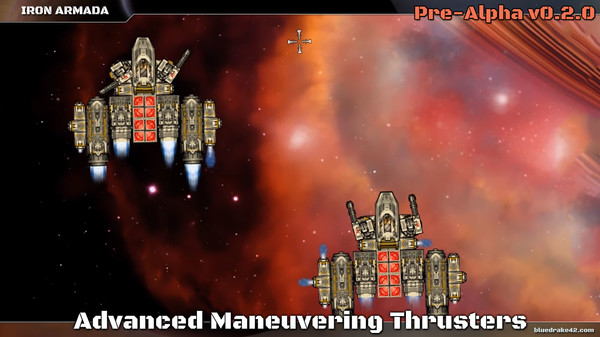 IRON ARMADA
Pre-Alpha v0.2.0
Advanced Maneuvering Thrusters
bluedrake42.com